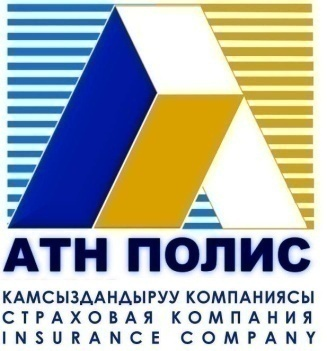 АТН ПОЛИС
КАМСЫЗДАНДЫРУУ КОМПАНИЯСЫ
СТРАХОВАЯ КОМПАНИЯ
INSURANCE COMPANY